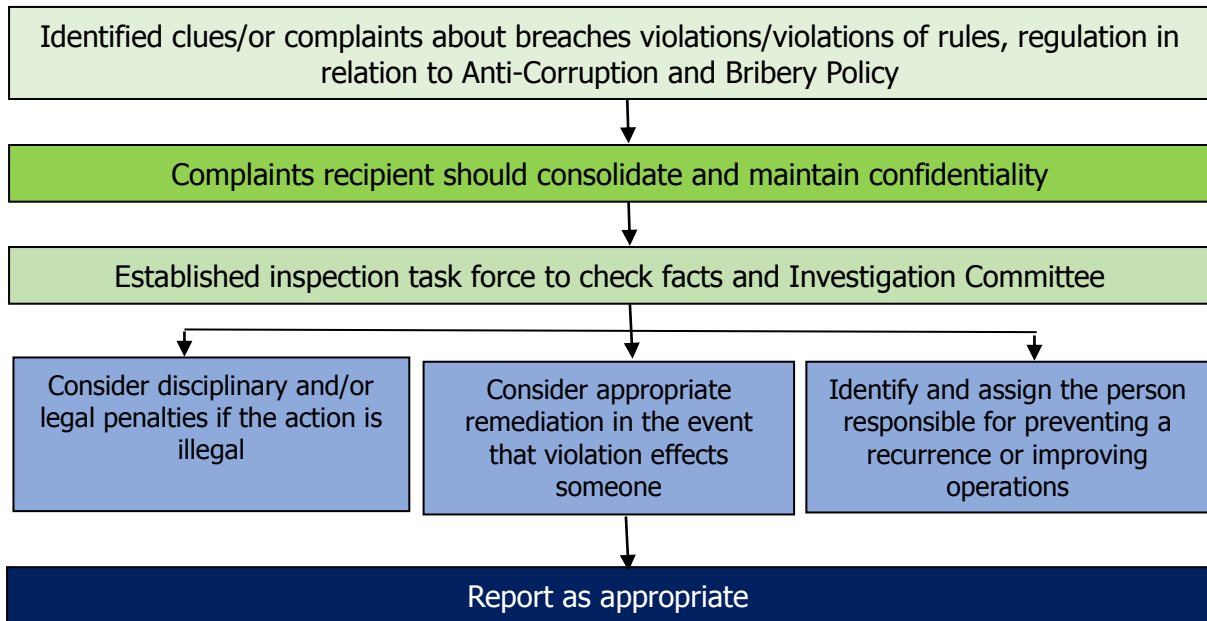 Identified clues/or complaints about breaches violations/violations of rules, regulation in
relation to Anti-Corruption and Bribery Policy
Complaints recipient should consolidate and maintain confidentiality
Established inspection task force to check facts and Investigation Committee
Consider disciplinary and/or
legal penalties if the action is
illegal
Consider appropriate
remediation in the event
that violation effects
someone
Identify and assign the person
responsible for preventing a
recurrence or improving
operations
Report as appropriate